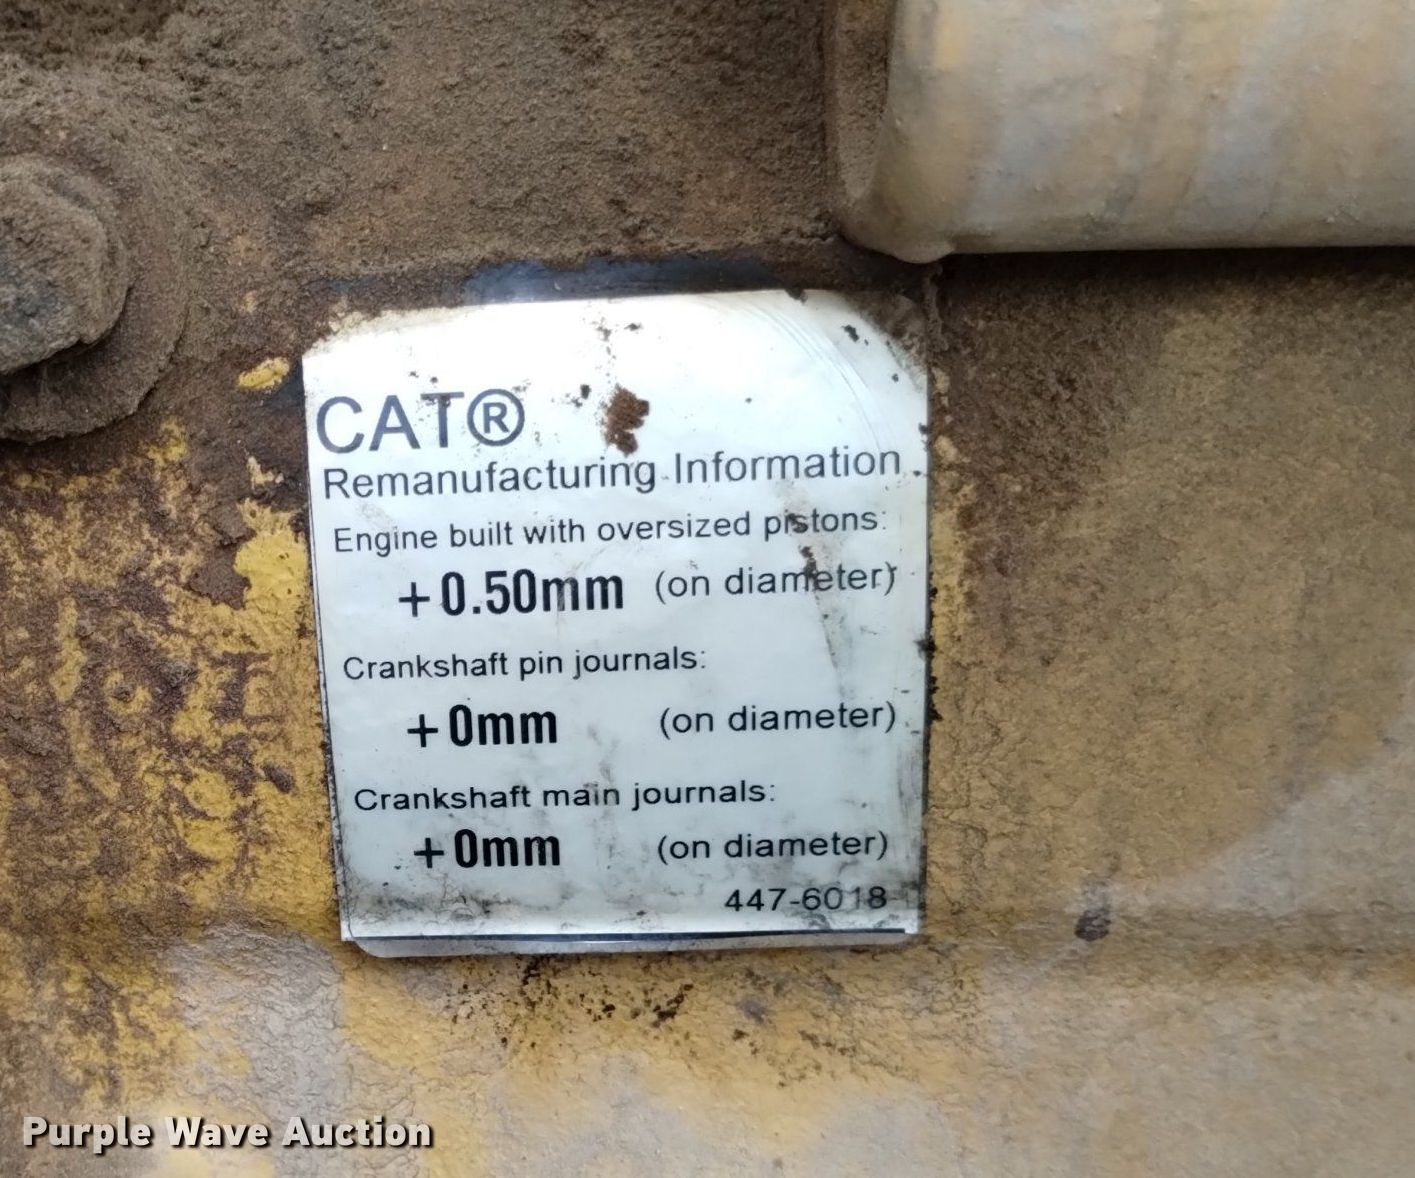 CAT®
Remanufacturing Information
Engine built with oversized pistons:
+0.50mm (on diameter)
Crankshaft pin journals:
+0mm (on diameter)
Crankshaft main journals:
+0mm (on diameter)
447-6018
Purple Wave Auction